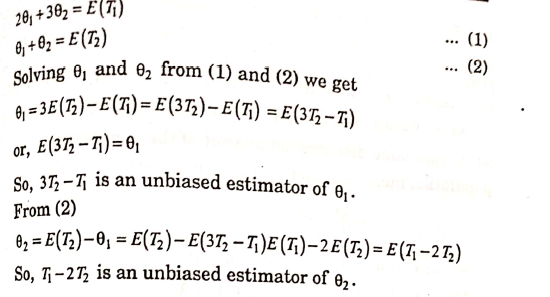 2θ₁+3θ₂ = E(T₁) ... (1)
θ₁+θ₂ = E(T₂) ... (2)
Solving θ₁ and θ₂ from (1) and (2) we get
θ₁ = 3E(T₂)−E(T₁) = E(3T₂)−E(T₁) = E(3T₂−T₁)
or, E(3T₂−T₁) = θ₁
So, 3T₂−T₁ is an unbiased estimator of θ₁.
From (2)
θ₂ = E(T₂)−θ₁ = E(T₂)−E(3T₂−T₁)E(T₁)−2E(T₂) = E(T₁−2T₂)
So, T₁−2T₂ is an unbiased estimator of θ₂.